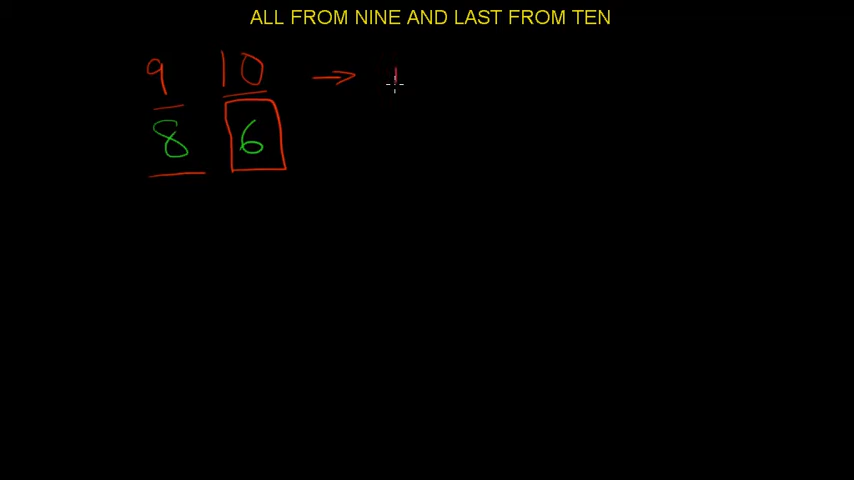 ALL FROM NINE AND LAST FROM TEN
9 10 →
8 6